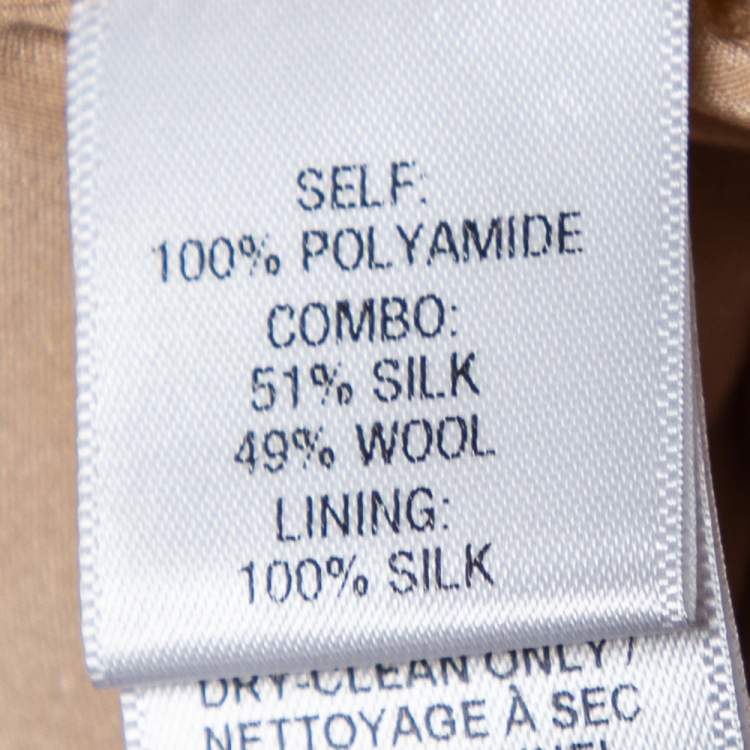 SELF:
100% POLYAMIDE
COMBO:
51% SILK
49% WOOL
LINING:
100% SILK
DRY-CLEAN ONLY /
NETTOYAGE À SEC